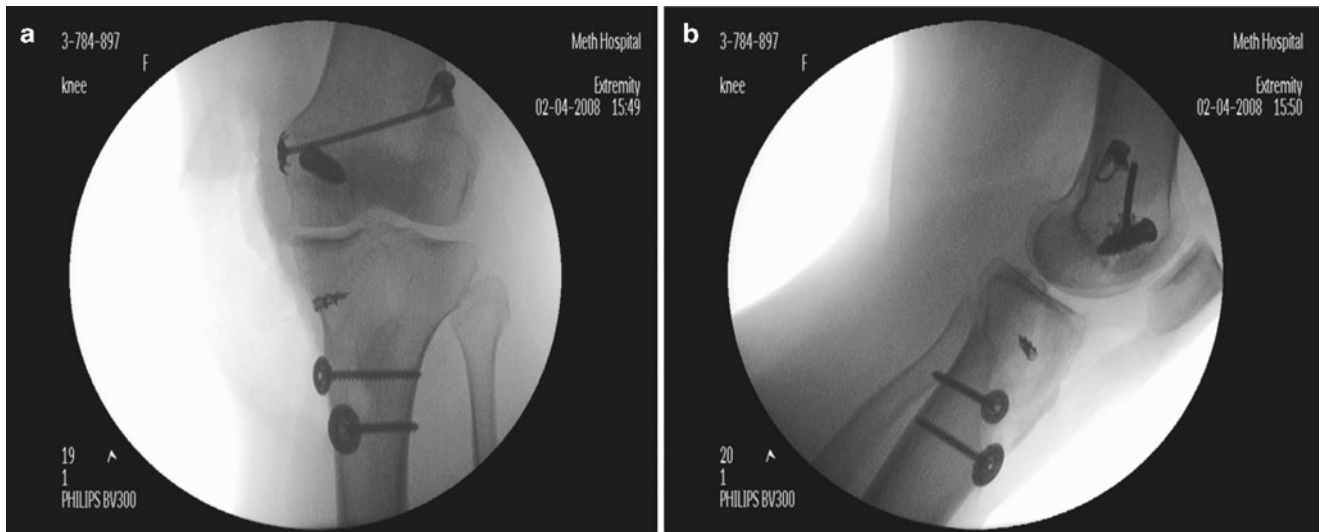 a
3-784-897
F
knee
Meth Hospital
Extremity
02-04-2008 15:49
19
1
PHILIPS BV300
b
3-784-897
F
knee
Meth Hospital
Extremity
02-04-2008 15:50
20
1
PHILIPS BV300